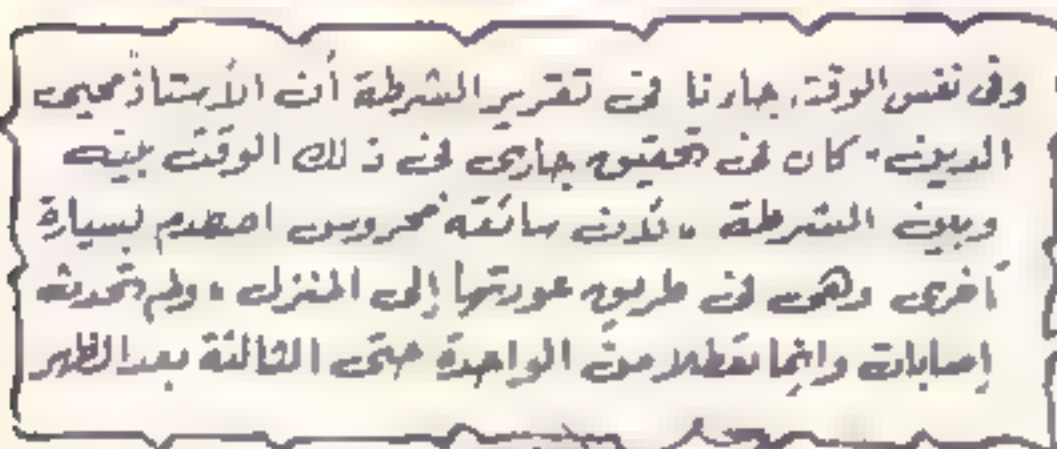 وفى نفس الوقت، جاءنا فى تقرير الشرطة أن الأستاذ محيى
الدين، كان فى تحقيق جارى فى ذلك الوقت بينه
وبين الشرطة، لأن سائقه محروس اصطدم بسيارة
أخرى وهى فى طريق عودتها إلى المنزل، ولم تحدث
إصابات وإنما تعطلا من الواحدة حتى الثالثة بعد الظهر